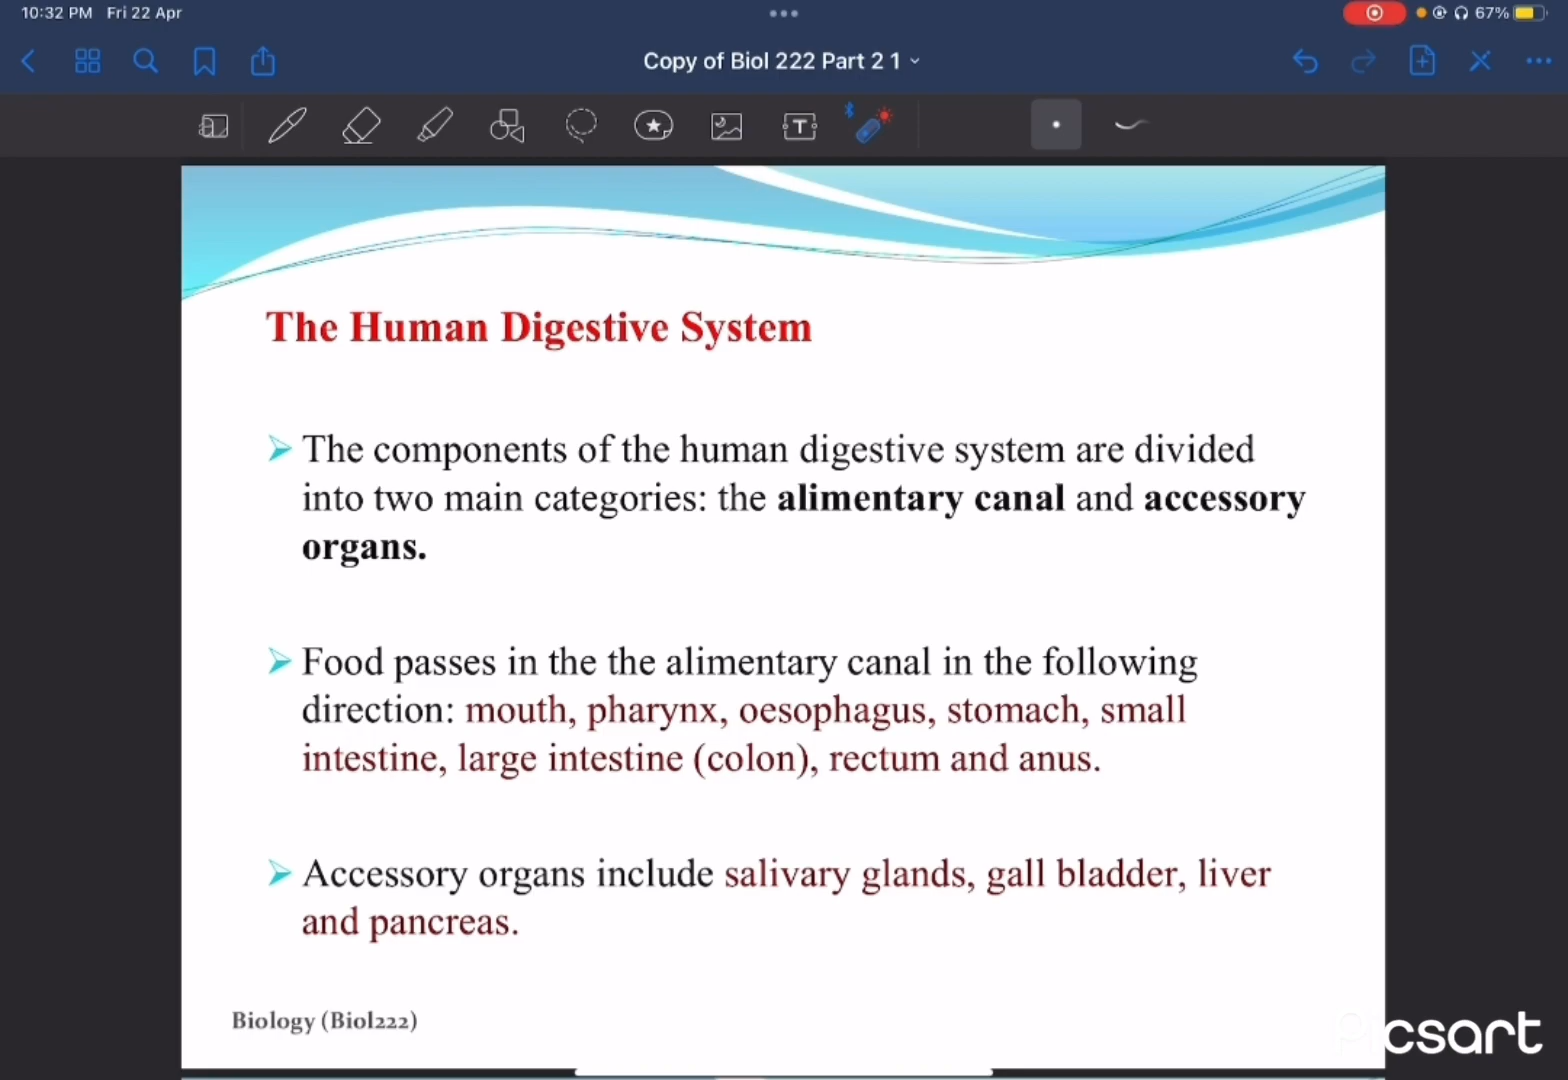 10:32 PM Fri 22 Apr
67%
Copy of Biol 222 Part 2 1
T
The Human Digestive System
The components of the human digestive system are divided
into two main categories: the alimentary canal and accessory
organs.
Food passes in the the alimentary canal in the following
direction: mouth, pharynx, oesophagus, stomach, small
intestine, large intestine (colon), rectum and anus.
Accessory organs include salivary glands, gall bladder, liver
and pancreas.
Biology (Biol222)
Picsart